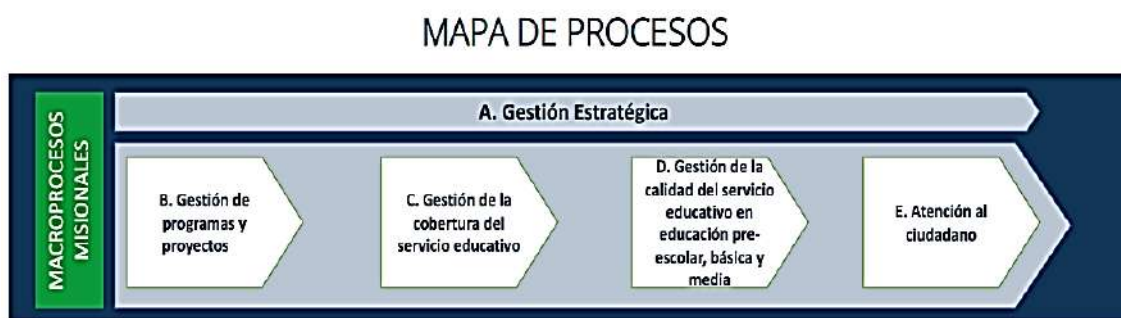 MAPA DE PROCESOS
MACROPROCESOS
MISIONALES
A. Gestión Estratégica
B. Gestión de
programas y
proyectos
C. Gestión de la
cobertura del
servicio educativo
D. Gestión de la
calidad del servicio
educativo en
educación pre-
escolar, básica y
media
E. Atención al
ciudadano